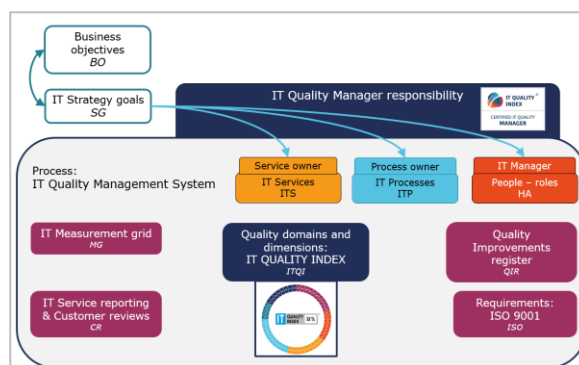 Business
objectives
BO
IT Strategy goals
SG
IT Quality Manager responsibility
IT QUALITY
INDEX
CERTIFIED IT QUALITY
MANAGER
Process:
IT Quality Management System
Service owner
IT Services
ITS
Process owner
IT Processes
ITP
IT Manager
People – roles
HA
IT Measurement grid
MG
Quality domains and
dimensions:
IT QUALITY INDEX
ITQI
Quality
Improvements
register
QIR
IT Service reporting
& Customer reviews
CR
IT QUALITY
INDEX
Requirements:
ISO 9001
ISO